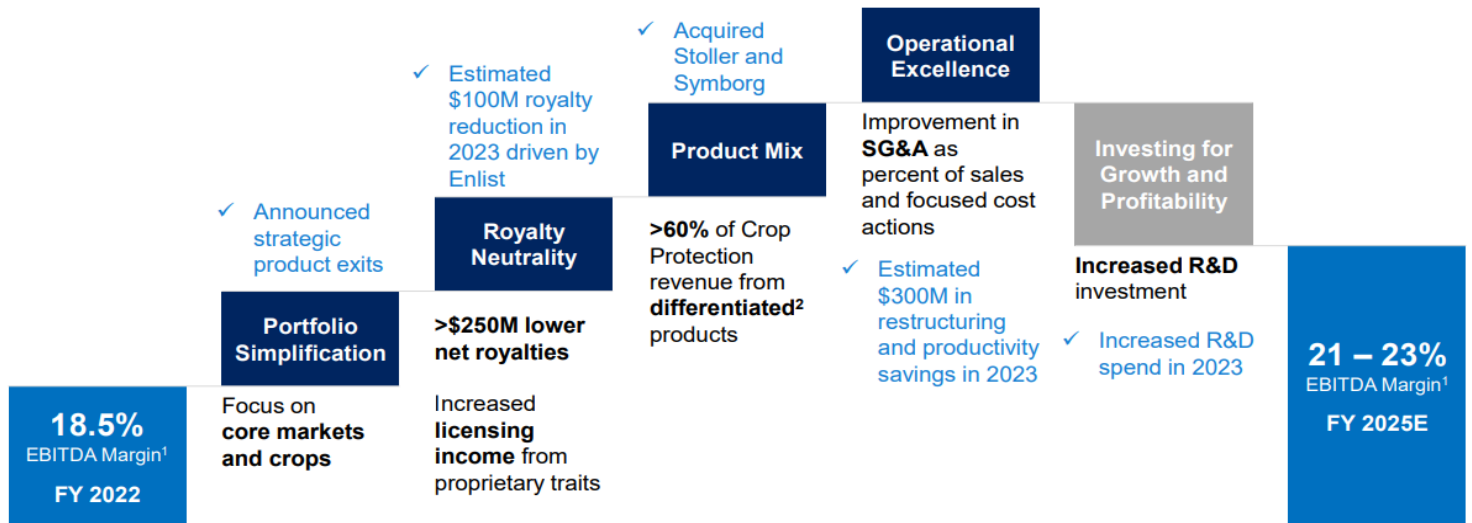 18.5%
EBITDA Margin¹
FY 2022
✓ Announced
strategic
product exits
Portfolio
Simplification
Focus on
core markets
and crops
✓ Estimated
$100M royalty
reduction in
2023 driven by
Enlist
Royalty
Neutrality
>$250M lower
net royalties
Increased
licensing
income from
proprietary traits
✓ Acquired
Stoller and
Symborg
Product Mix
>60% of Crop
Protection
revenue from
differentiated²
products
Operational
Excellence
Improvement in
SG&A as
percent of sales
and focused cost
actions
✓ Estimated
$300M in
restructuring
and productivity
savings in 2023
Investing for
Growth and
Profitability
Increased R&D
investment
✓ Increased R&D
spend in 2023
21 – 23%
EBITDA Margin¹
FY 2025E